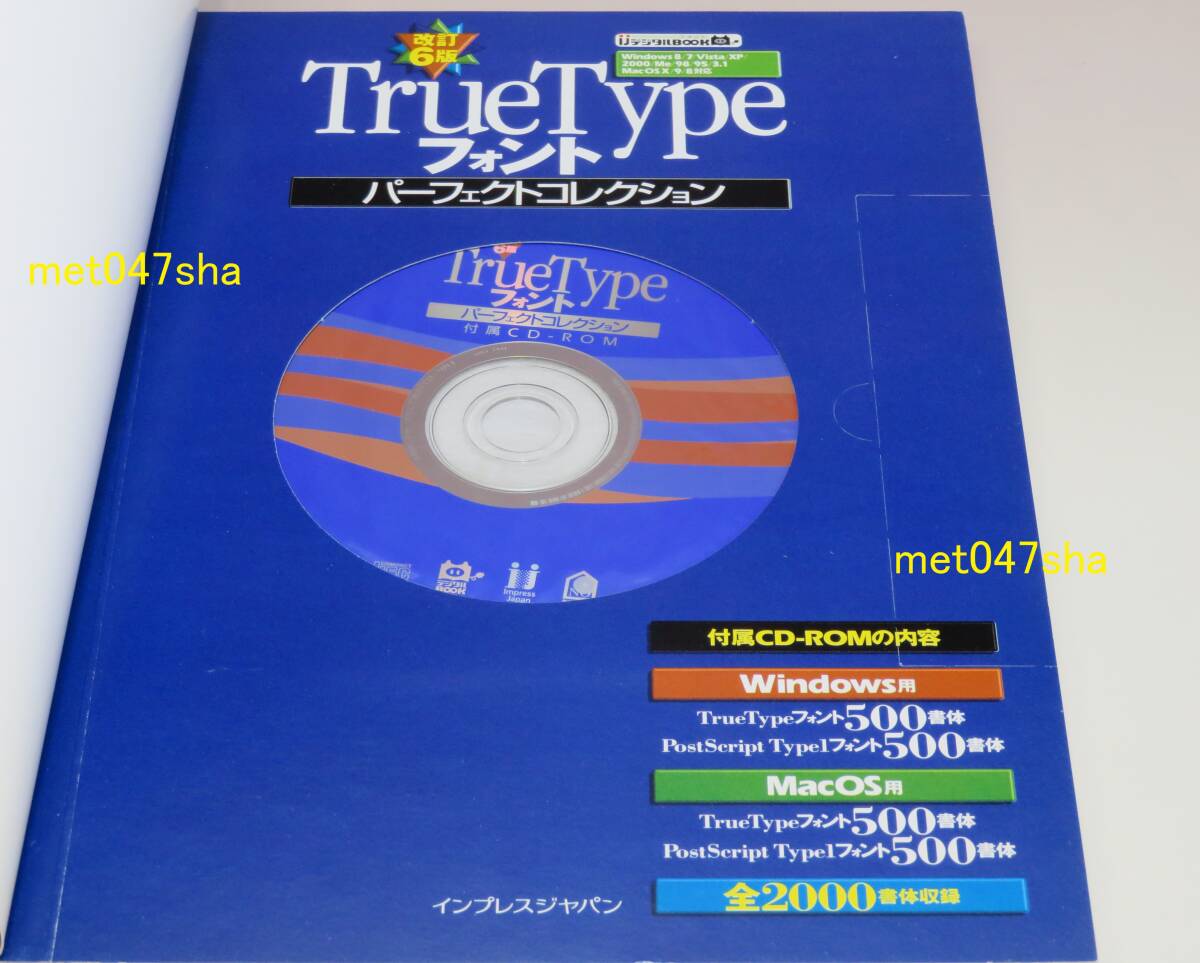 改訂
6版
デジタルBOOK
Windows 8/7 Vista/XP/
2000/Me/98/95/3.1
MacOS X/9/8対応
TrueType
フォント
パーフェクトコレクション
met047sha
6版
TrueType
フォント
パーフェクトコレクション
付属CD-ROM
デジタル
BOOK
Impress
Japan
met047sha
付属CD-ROMの内容
Windows用
TrueTypeフォント500書体
PostScript Type1フォント500書体
MacOS用
TrueTypeフォント500書体
PostScript Type1フォント500書体
全2000書体収録
インプレスジャパン